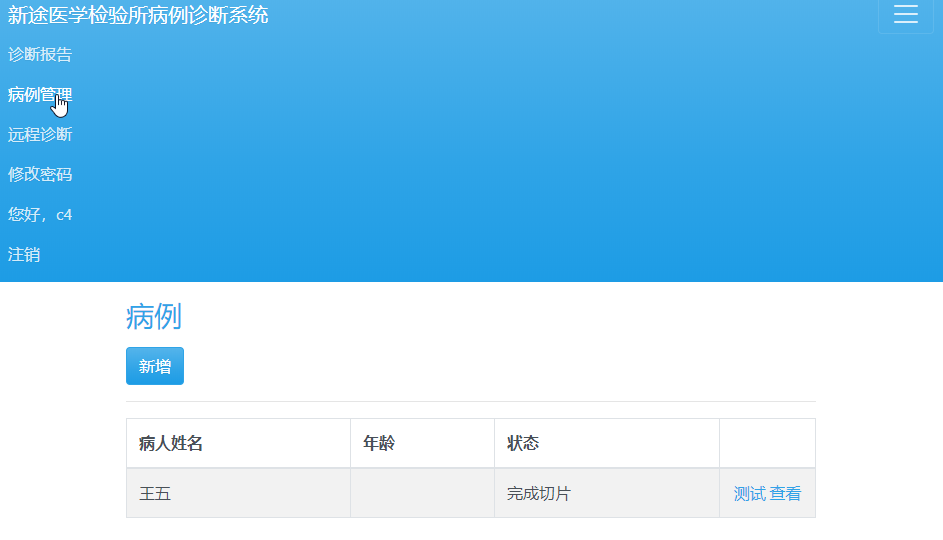 新途医学检验所病例诊断系统
诊断报告
病例管理
远程诊断
修改密码
您好，c4
注销
病例
新增
病人姓名 年龄 状态
王五 完成切片 测试 查看